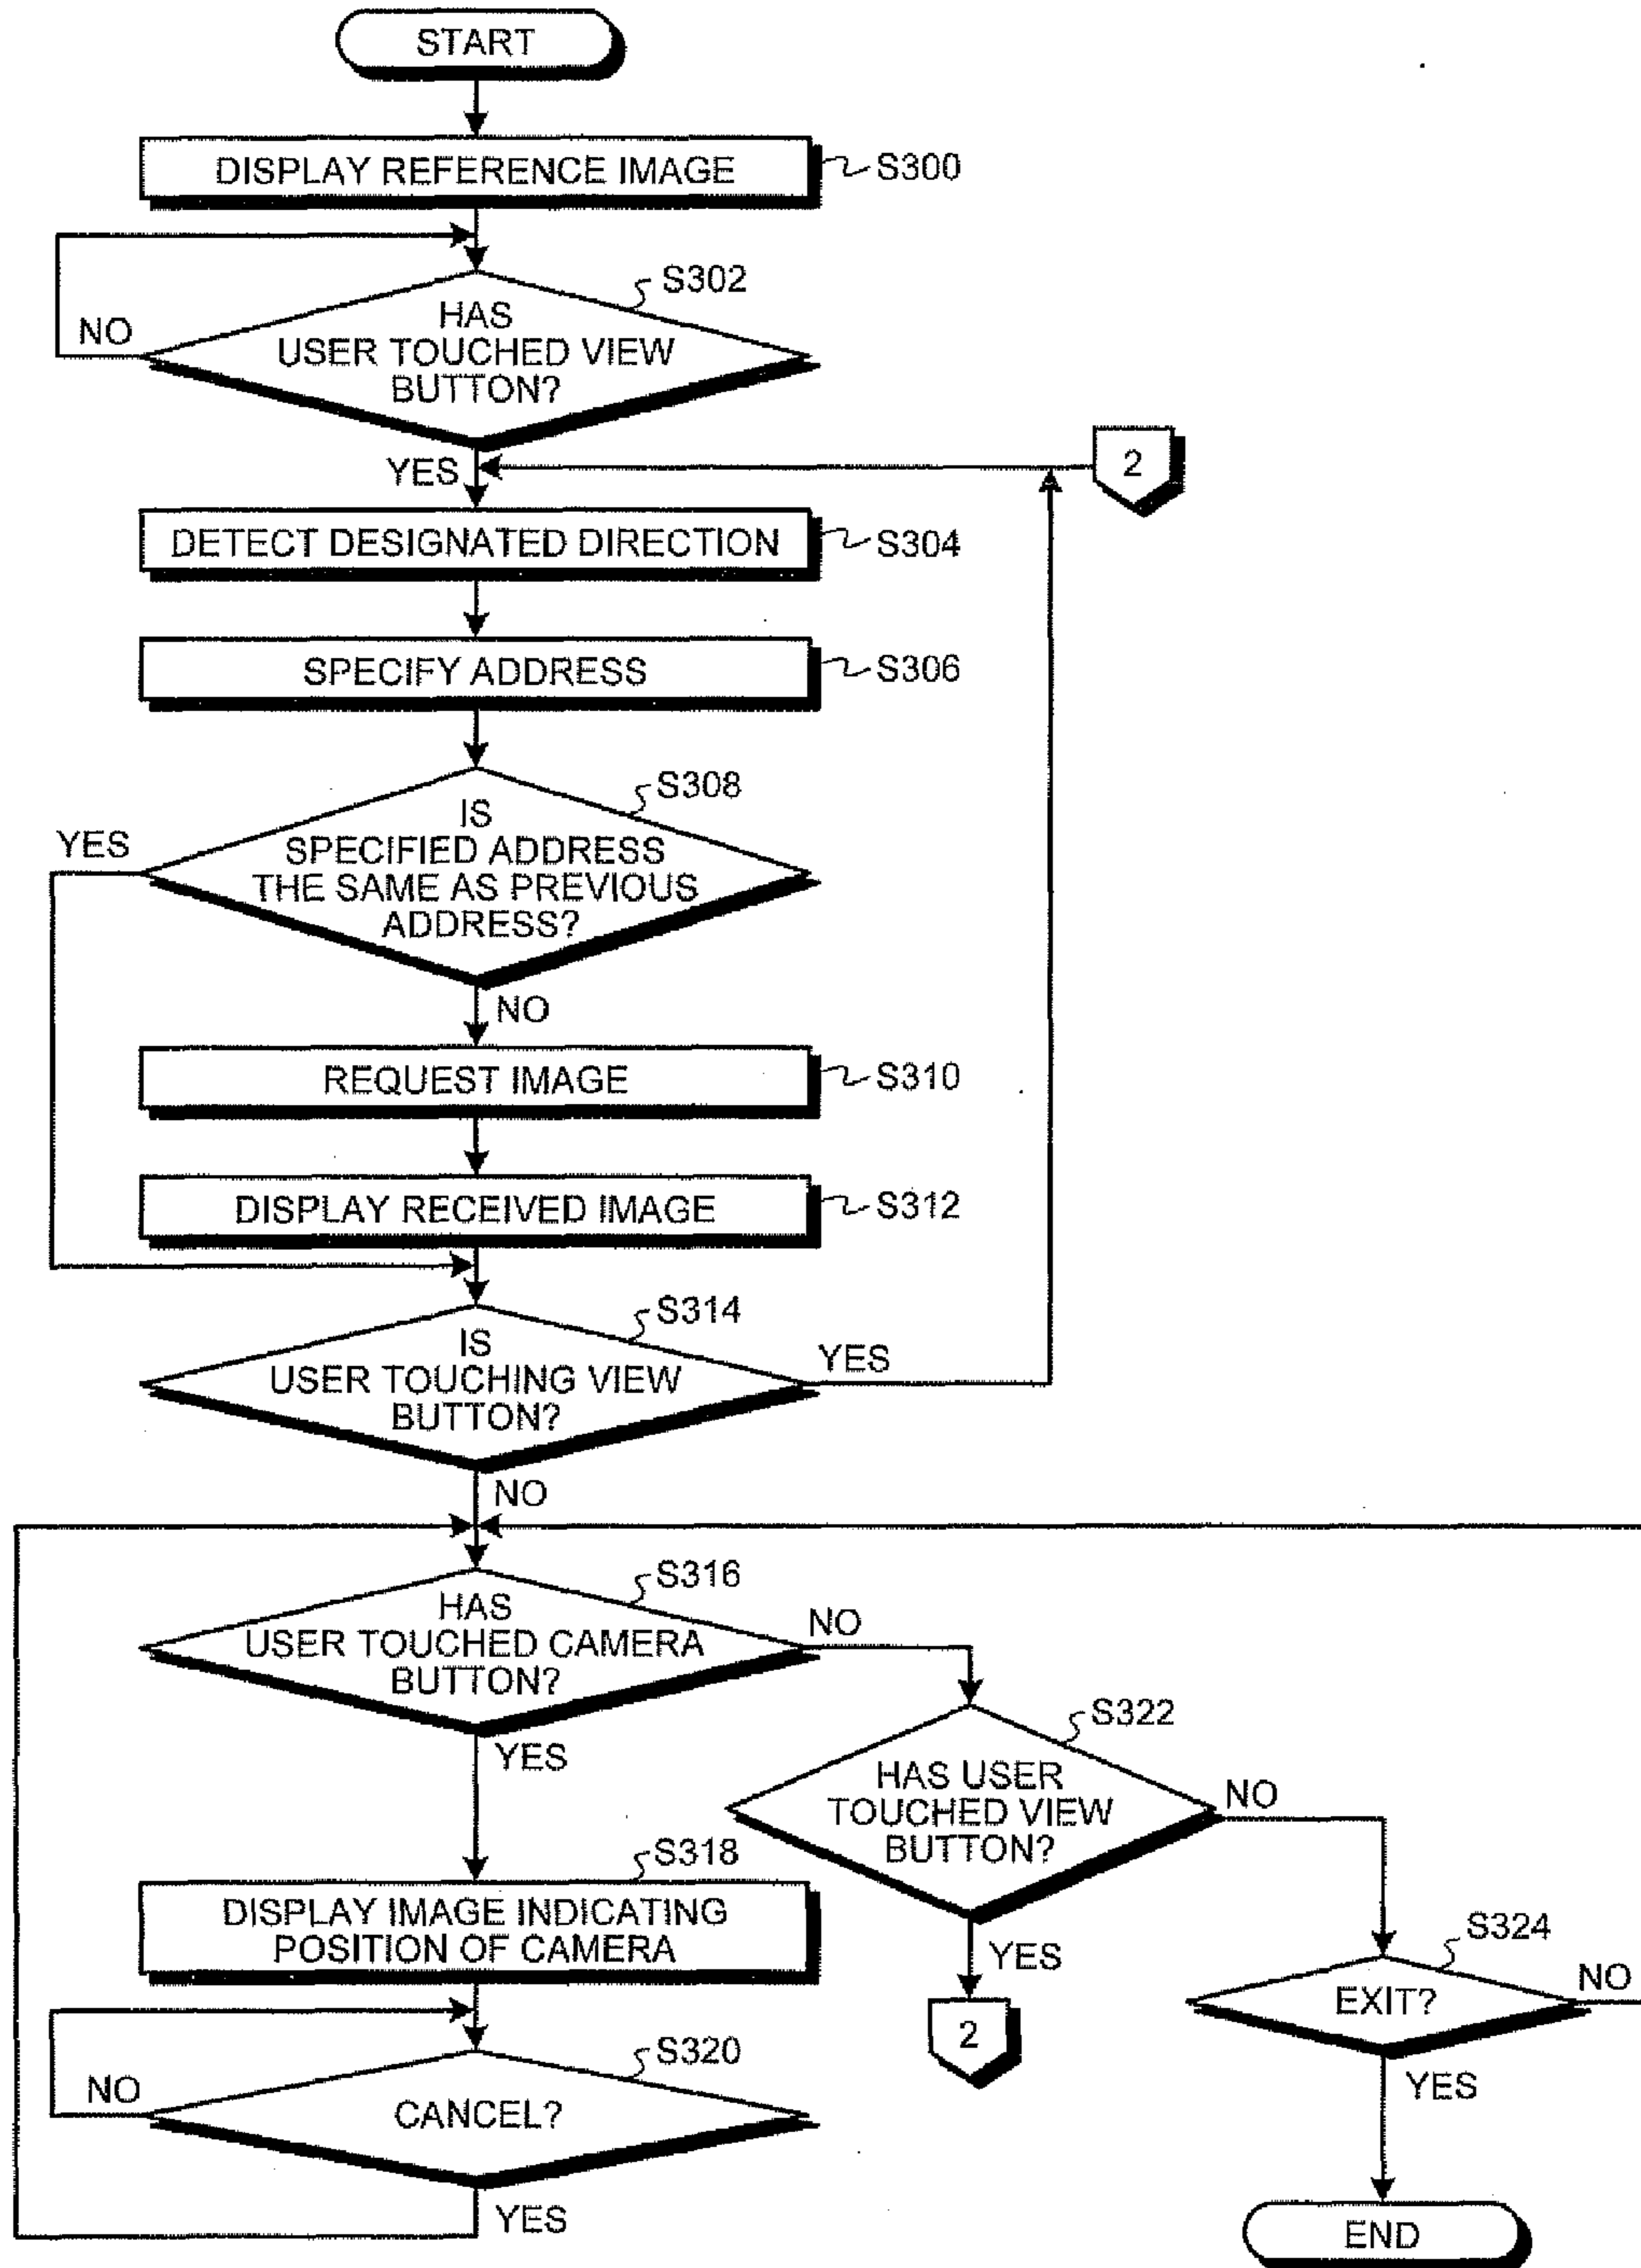 START
DISPLAY REFERENCE IMAGE
S300
S302
HAS
USER TOUCHED VIEW
BUTTON?
NO
YES
2
DETECT DESIGNATED DIRECTION
S304
SPECIFY ADDRESS
S306
S308
IS
SPECIFIED ADDRESS
THE SAME AS PREVIOUS
ADDRESS?
YES
NO
REQUEST IMAGE
S310
DISPLAY RECEIVED IMAGE
S312
S314
IS
USER TOUCHING VIEW
BUTTON?
YES
NO
S316
HAS
USER TOUCHED CAMERA
BUTTON?
NO
YES
S322
HAS USER
TOUCHED VIEW
BUTTON?
NO
YES
2
S318
DISPLAY IMAGE INDICATING
POSITION OF CAMERA
S320
CANCEL?
NO
YES
S324
EXIT?
NO
YES
END